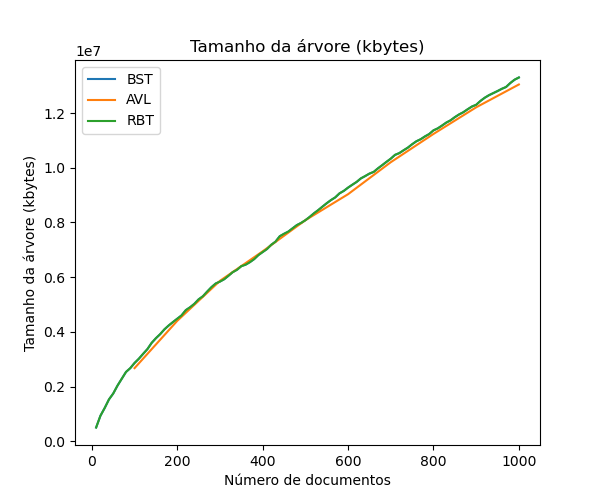 Tamanho da árvore (kbytes)
1e7
BST
AVL
RBT
1.2
1.0
0.8
0.6
0.4
0.2
0.0
Tamanho da árvore (kbytes)
0 200 400 600 800 1000
Número de documentos